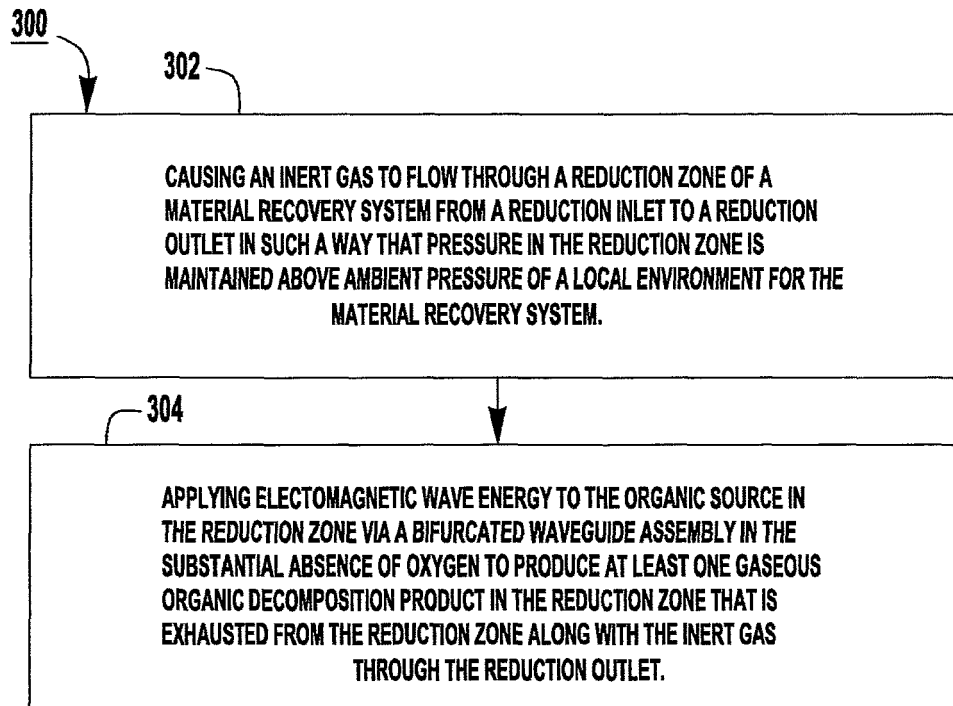 300
302
CAUSING AN INERT GAS TO FLOW THROUGH A REDUCTION ZONE OF A
MATERIAL RECOVERY SYSTEM FROM A REDUCTION INLET TO A REDUCTION
OUTLET IN SUCH A WAY THAT PRESSURE IN THE REDUCTION ZONE IS
MAINTAINED ABOVE AMBIENT PRESSURE OF A LOCAL ENVIRONMENT FOR THE
MATERIAL RECOVERY SYSTEM.
304
APPLYING ELECTOMAGNETIC WAVE ENERGY TO THE ORGANIC SOURCE IN
THE REDUCTION ZONE VIA A BIFURCATED WAVEGUIDE ASSEMBLY IN THE
SUBSTANTIAL ABSENCE OF OXYGEN TO PRODUCE AT LEAST ONE GASEOUS
ORGANIC DECOMPOSITION PRODUCT IN THE REDUCTION ZONE THAT IS
EXHAUSTED FROM THE REDUCTION ZONE ALONG WITH THE INERT GAS
THROUGH THE REDUCTION OUTLET.